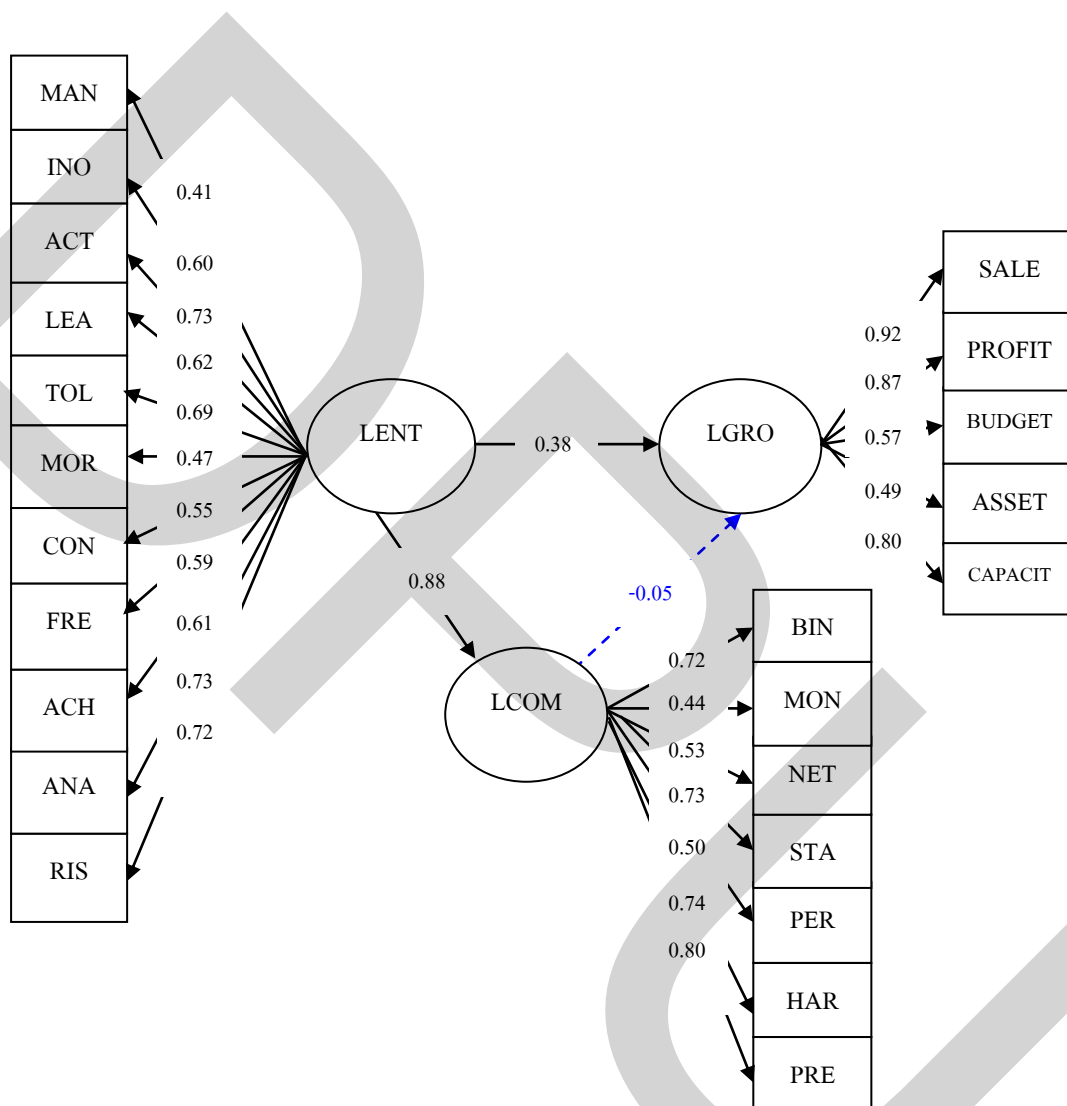 MAN
INO
ACT
LEA
TOL
MOR
CON
FRE
ACH
ANA
RIS
0.41
0.60
0.73
0.62
0.69
0.47
0.55
0.59
0.61
0.73
0.72
LENT
0.38
LGRO
0.88
-0.05
LCOM
0.92
0.87
0.57
0.49
0.80
SALE
PROFIT
BUDGET
ASSET
CAPACIT
0.72
0.44
0.53
0.73
0.50
0.74
0.80
BIN
MON
NET
STA
PER
HAR
PRE